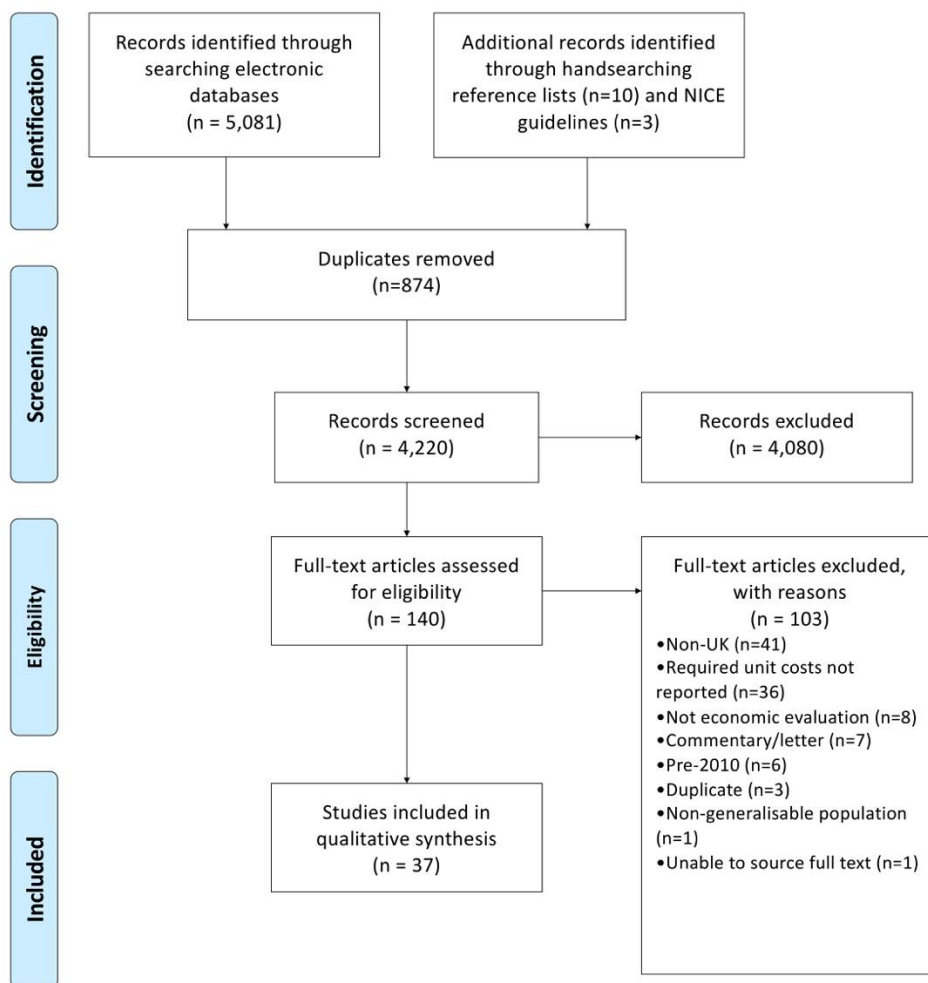 Identification
Records identified through
searching electronic
databases
(n = 5,081)
Additional records identified
through handsearching
reference lists (n=10) and NICE
guidelines (n=3)
Duplicates removed
(n=874)
Screening
Records screened
(n = 4,220)
Records excluded
(n = 4,080)
Eligibility
Full-text articles assessed
for eligibility
(n = 140)
Full-text articles excluded,
with reasons
(n = 103)
•Non-UK (n=41)
•Required unit costs not
reported (n=36)
•Not economic evaluation (n=8)
•Commentary/letter (n=7)
•Pre-2010 (n=6)
•Duplicate (n=3)
•Non-generalisable population
(n=1)
•Unable to source full text (n=1)
Included
Studies included in
qualitative synthesis
(n = 37)